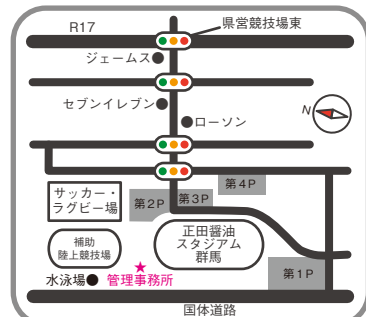 R17
県営競技場東
ジェームス
セブンイレブン
ローソン
N
第4P
サッカー・
ラグビー場
第2P
第3P
補助
陸上競技場
正田醤油
スタジアム
群馬
第1P
水泳場
管理事務所
国体道路